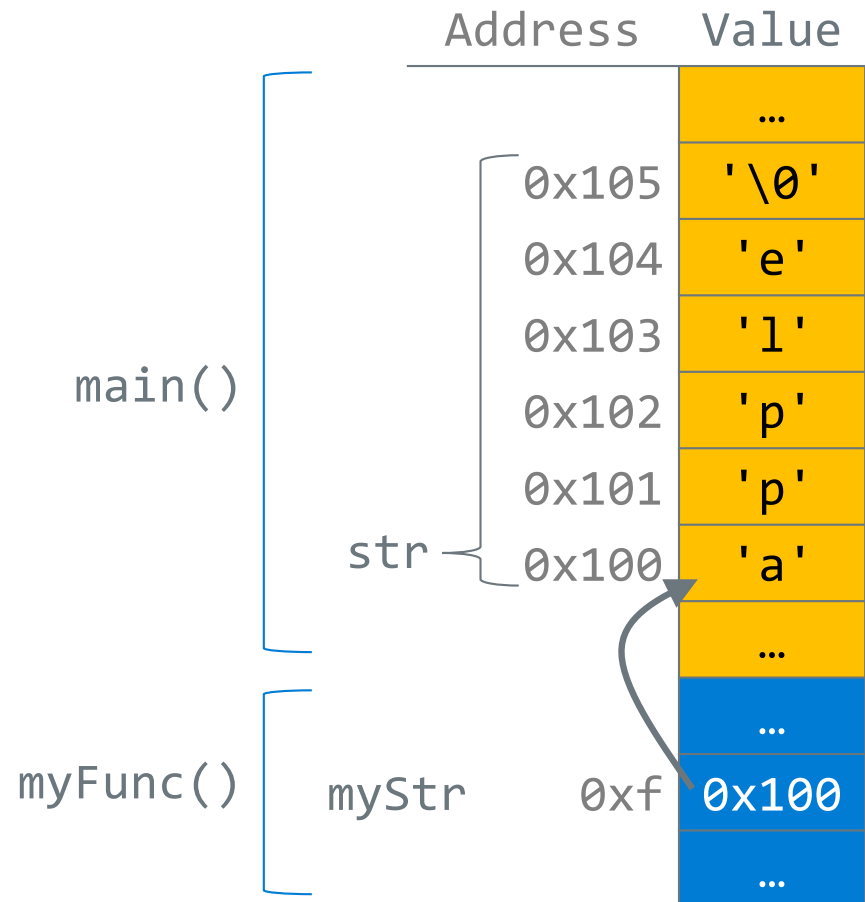 Address Value
…
0x105 '\0'
0x104 'e'
0x103 'l'
main() 0x102 'p'
0x101 'p'
str 0x100 'a'
…
…
myFunc() myStr 0xf 0x100
…